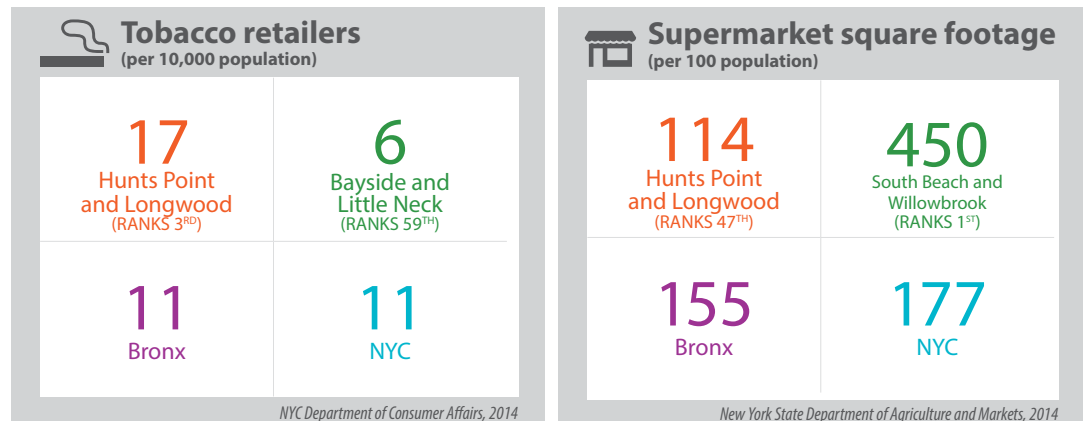 Tobacco retailers
(per 10,000 population)
17
Hunts Point
and Longwood
(RANKS 3RD)
6
Bayside and
Little Neck
(RANKS 59TH)
11
Bronx
11
NYC
NYC Department of Consumer Affairs, 2014
Supermarket square footage
(per 100 population)
114
Hunts Point
and Longwood
(RANKS 47TH)
450
South Beach and
Willowbrook
(RANKS 1ST)
155
Bronx
177
NYC
New York State Department of Agriculture and Markets, 2014